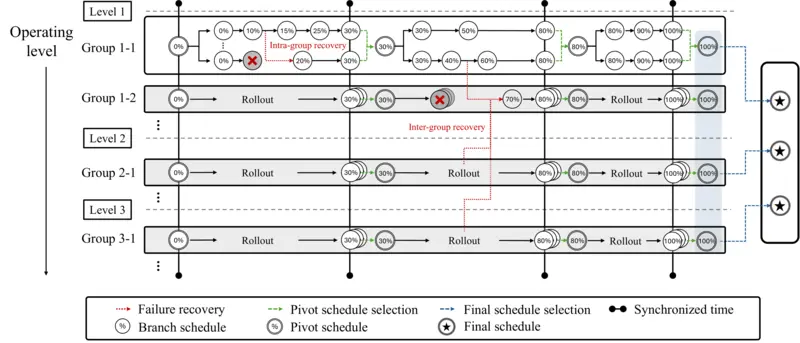 Operating
level
Level 1
Group 1-1
0%
0% 10% 15% 25% 30%
Intra-group recovery
0% 20% 30%
30%
30% 50% 80%
30% 40% 60% 80%
80%
80% 90% 100%
80% 90% 100%
100%
Group 1-2
0% Rollout 30% 30% 70% 80% 80% Rollout 100% 100%
Inter-group recovery
Level 2
Group 2-1
0% Rollout 30% 30% Rollout 80% 80% Rollout 100% 100%
Level 3
Group 3-1
0% Rollout 30% 30% Rollout 80% 80% Rollout 100% 100%
Failure recovery Pivot schedule selection Final schedule selection Synchronized time
% Branch schedule % Pivot schedule Final schedule